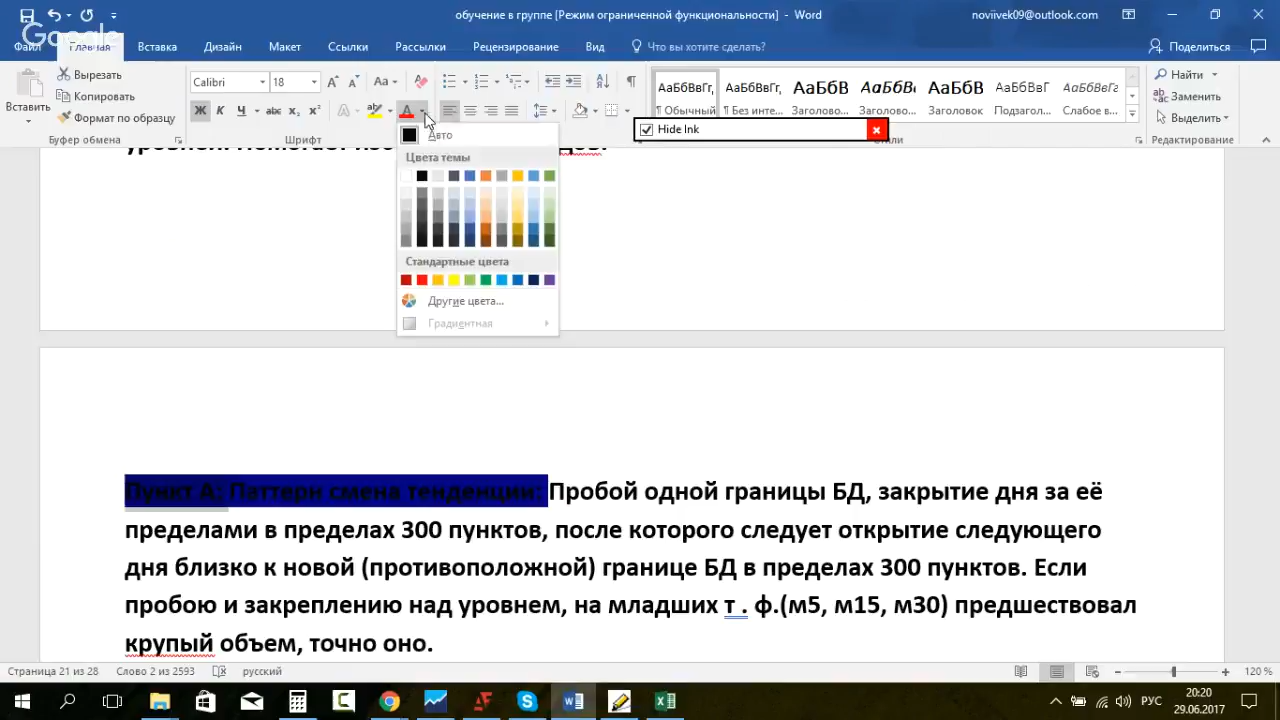 обучение в группе [Режим ограниченной функциональности] - Word
noviivek09@outlook.com
Google
Файл Главная Вставка Дизайн Макет Ссылки Рассылки Рецензирование Вид Что вы хотите сделать? Поделиться
Вставить
Вырезать
Копировать
Формат по образцу
Буфер обмена
Calibri 18
Шрифт
АаБбВвГг, АаБбВвГг, АаБбВ АаБбВв АаБбВвГ АаБбВвГ АаБбВвГг
¶ Обычный ¶ Без инте... Заголово... Заголово... Заголовок Подзагол... Слабое в...
Hide Ink
Найти
Заменить
Выделить
Редактирование
Авто
Цвета темы
Стандартные цвета
Другие цвета...
Градиентная
Пункт А: Паттерн смена тенденции: Пробой одной границы БД, закрытие дня за её
пределами в пределах 300 пунктов, после которого следует открытие следующего
дня близко к новой (противоположной) границе БД в пределах 300 пунктов. Если
пробою и закреплению над уровнем, на младших т . ф.(м5, м15, м30) предшествовал
крупый объем, точно оно.
Страница 21 из 28 Слово 2 из 2593 русский 120 %
РУС
20:20
29.06.2017